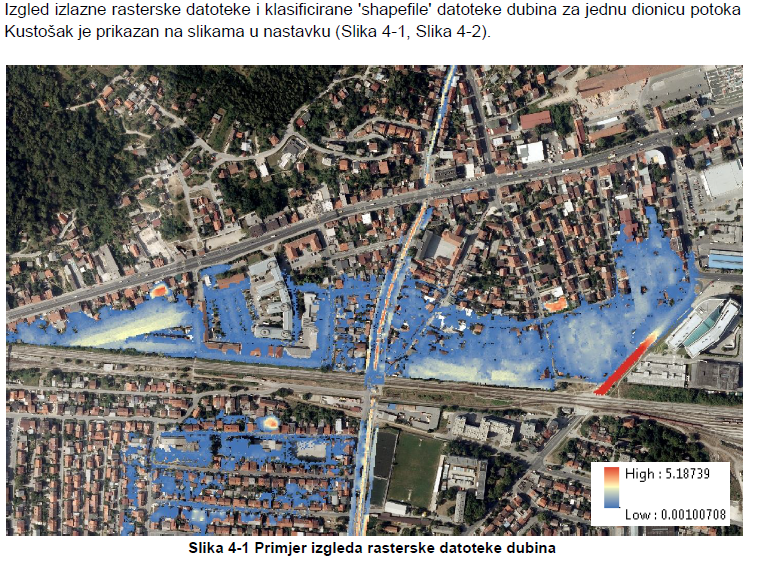 Izgled izlazne rasterske datoteke i klasificirane 'shapefile' datoteke dubina za jednu dionicu potoka
Kustošak je prikazan na slikama u nastavku (Slika 4-1, Slika 4-2).
High : 5.18739
Low : 0.00100708
Slika 4-1 Primjer izgleda rasterske datoteke dubina